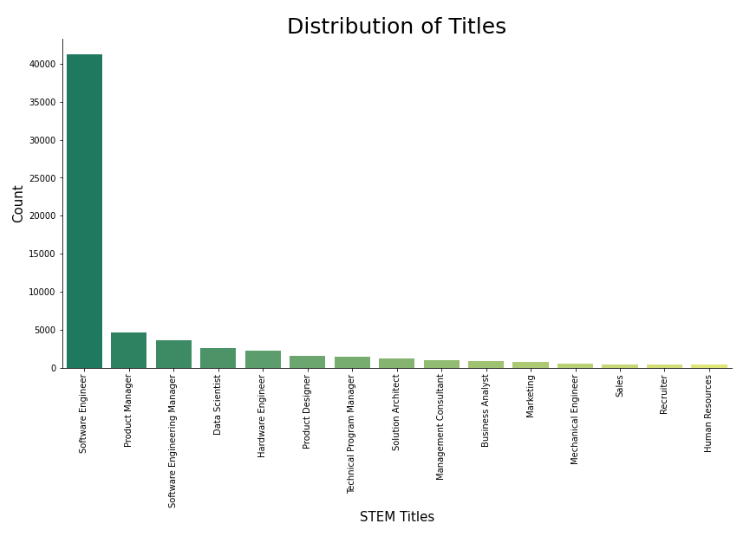 Distribution of Titles
Count
40000
35000
30000
25000
20000
15000
10000
5000
0
Software Engineer
Product Manager
Software Engineering Manager
Data Scientist
Hardware Engineer
Product Designer
Technical Program Manager
Solution Architect
Management Consultant
Business Analyst
Marketing
Mechanical Engineer
Sales
Recruiter
Human Resources
STEM Titles